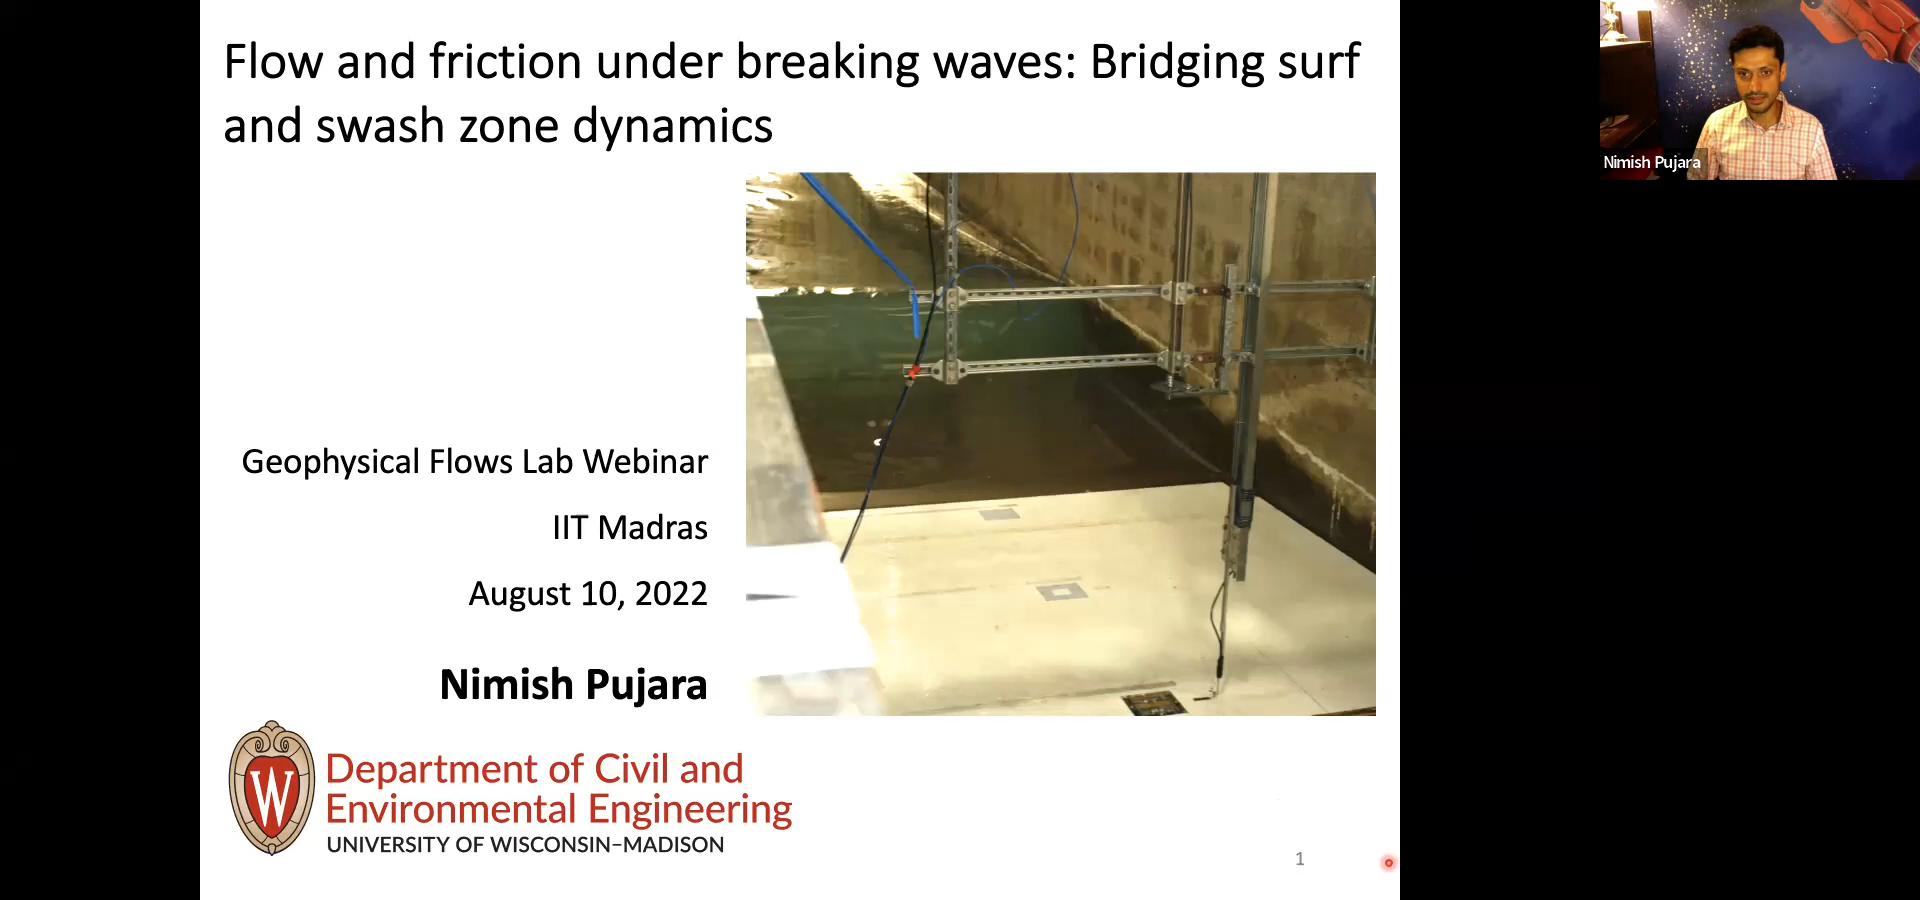 Flow and friction under breaking waves: Bridging surf
and swash zone dynamics
Nimish Pujara
Geophysical Flows Lab Webinar
IIT Madras
August 10, 2022
Nimish Pujara
W
Department of Civil and
Environmental Engineering
UNIVERSITY OF WISCONSIN–MADISON
1